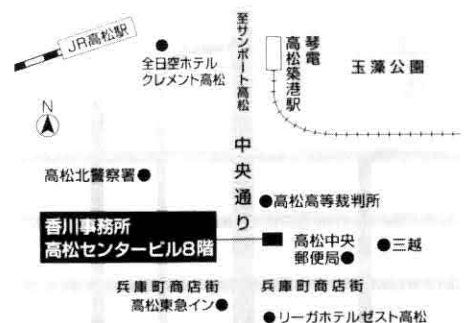 JR高松駅
全日空ホテル
クレメント高松
至サンポート高松
琴電
高松築港駅
玉藻公園
N
中央通り
高松北警察署
高松高等裁判所
香川事務所
高松センタービル8階
高松中央
郵便局
三越
兵庫町商店街
兵庫町商店街
高松東急イン
リーガホテルゼスト高松